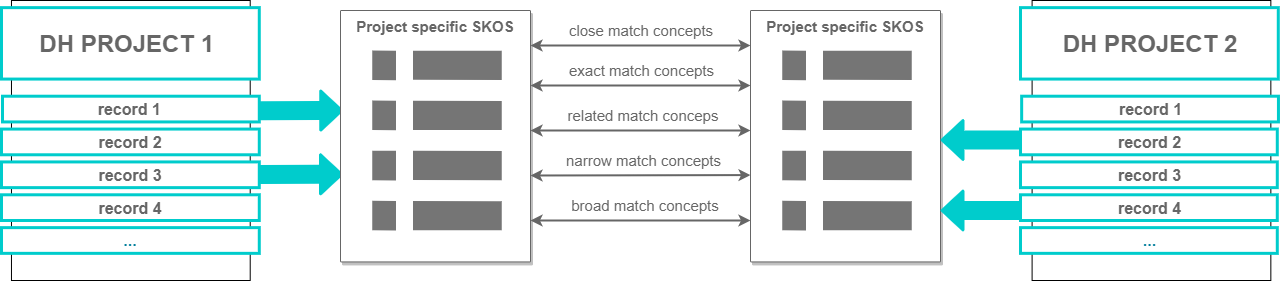 DH PROJECT 1
record 1
record 2
record 3
record 4
...
Project specific SKOS
close match concepts
exact match concepts
related match conceps
narrow match concepts
broad match concepts
Project specific SKOS
DH PROJECT 2
record 1
record 2
record 3
record 4
...